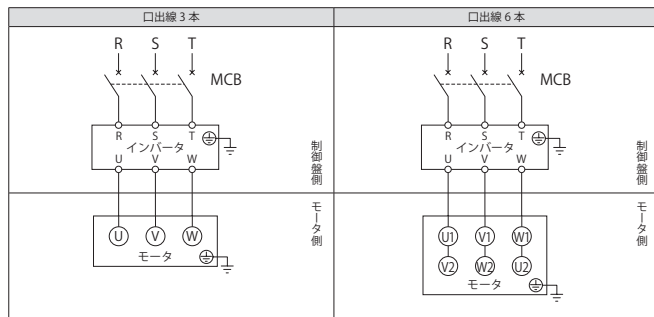 口出線 3 本
口出線 6 本
R S T
MCB
R S T
インバータ
U V W
制御盤側
U V W
モータ
モータ側
R S T
MCB
R S T
インバータ
U V W
制御盤側
U1 V1 W1
V2 W2 U2
モータ
モータ側